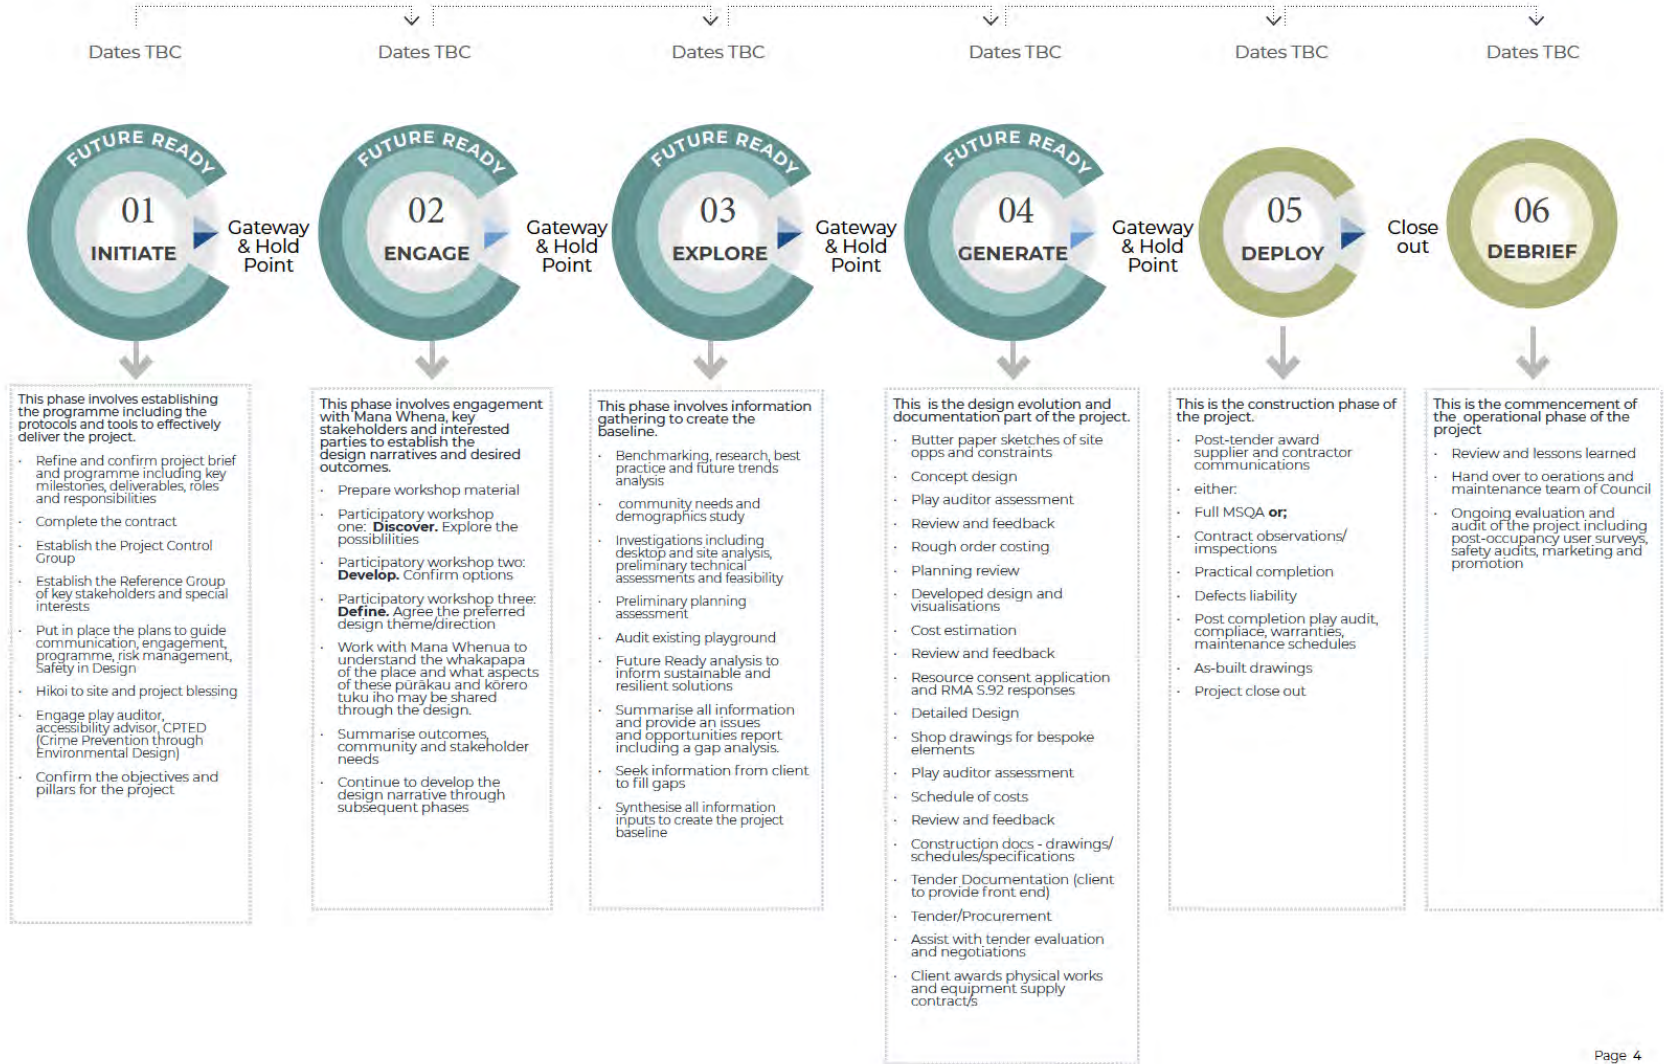 Dates TBC
Dates TBC
Dates TBC
Dates TBC
Dates TBC
Dates TBC
FUTURE READY
01
INITIATE
Gateway
& Hold
Point
FUTURE READY
02
ENGAGE
Gateway
& Hold
Point
FUTURE READY
03
EXPLORE
Gateway
& Hold
Point
FUTURE READY
04
GENERATE
Gateway
& Hold
Point
05
DEPLOY
Close
out
06
DEBRIEF
This phase involves establishing
the programme including the
protocols and tools to effectively
deliver the project.
· Refine and confirm project brief
and programme including key
milestones, deliverables, roles
and responsibilities
· Complete the contract
· Establish the Project Control
Group
· Establish the Reference Group
of key stakeholders and special
interests
· Put in place the plans to guide
communication, engagement,
programme, risk management,
Safety in Design
· Hikoi to site and project blessing
· Engage play auditor,
accessibility advisor, CPTED
(Crime Prevention through
Environmental Design)
· Confirm the objectives and
pillars for the project
This phase involves engagement
with Mana Whena, key
stakeholders and interested
parties to establish the
design narratives and desired
outcomes.
· Prepare workshop material
· Participatory workshop
one: Discover. Explore the
possiblilities
· Participatory workshop two:
Develop. Confirm options
· Participatory workshop three:
Define. Agree the preferred
design theme/direction
· Work with Mana Whenua to
understand the whakapapa
of the place and what aspects
of these pūrākau and kōrero
tuku iho may be shared
through the design.
· Summarise outcomes,
community and stakeholder
needs
· Continue to develop the
design narrative through
subsequent phases
This phase involves information
gathering to create the
baseline.
· Benchmarking, research, best
practice and future trends
analysis
· community needs and
demographics study
· Investigations including
desktop and site analysis,
preliminary technical
assessments and feasibility
· Preliminary planning
assessment
· Audit existing playground
· Future Ready analysis to
inform sustainable and
resilient solutions
· Summarise all information
and provide an issues
and opportunities report
including a gap analysis.
· Seek information from client
to fill gaps
· Synthesise all information
inputs to create the project
baseline
This is the design evolution and
documentation part of the project.
· Butter paper sketches of site
opps and constraints
· Concept design
· Play auditor assessment
· Review and feedback
· Rough order costing
· Planning review
· Developed design and
visualisations
· Cost estimation
· Review and feedback
· Resource consent application
and RMA S.92 responses
· Detailed Design
· Shop drawings for bespoke
elements
· Play auditor assessment
· Schedule of costs
· Review and feedback
· Construction docs - drawings/
schedules/specifications
· Tender Documentation (client
to provide front end)
· Tender/Procurement
· Assist with tender evaluation
and negotiations
· Client awards physical works
and equipment supply
contract/s
This is the construction phase of
the project.
· Post-tender award
supplier and contractor
communications
· either:
· Full MSQA or;
· Contract observations/
imspections
· Practical completion
· Defects liability
· Post completion play audit,
compliace, warranties,
maintenance schedules
· As-built drawings
· Project close out
This is the commencement of
the operational phase of the
project
· Review and lessons learned
· Hand over to oerations and
maintenance team of Council
· Ongoing evaluation and
audit of the project including
post-occupancy user surveys,
safety audits, marketing and
promotion
Page 4